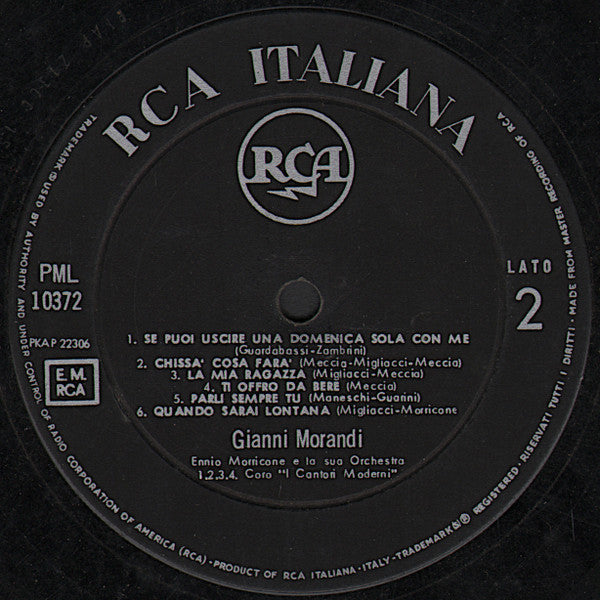 RCA ITALIANA
RCA
PML
10372
LATO
2
PKAP 22306
E.M.
RCA
1. SE PUOI USCIRE UNA DOMENICA SOLA CON ME
(Guardabassi-Zambrini)
2. CHISSA' COSA FARA' (Meccia-Migliacci-Meccia)
3. LA MIA RAGAZZA (Migliacci-Meccia)
4. TI OFFRO DA BERE (Meccia)
5. PARLI SEMPRE TU (Maneschi-Guarini)
6. QUANDO SARAI LONTANA (Migliacci-Morricone
Gianni Morandi
Ennio Morricone e la sua Orchestra
1.2.3.4. Coro "I Cantori Moderni"
TRADEMARK ® USED BY AUTHORITY AND UNDER CONTROL OF RADIO CORPORATION OF AMERICA (RCA) - PRODUCT OF RCA ITALIANA - ITALY - TRADEMARK(S) ® REGISTERED. RISERVATI TUTTI I DIRITTI. MADE FROM MASTER RECORDING OF RCA